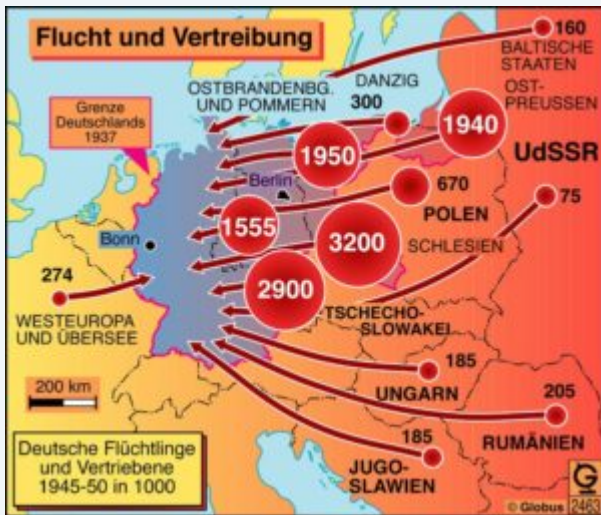 Flucht und Vertreibung
160
BALTISCHE
STAATEN
OSTBRANDENBG.
UND POMMERN
DANZIG
300
OST-
PREUSSEN
Grenze
Deutschlands
1937
1940
1950
UdSSR
Berlin
670
75
POLEN
1555
Bonn
3200
SCHLESIEN
274
2900
WESTEUROPA
UND ÜBERSEE
TSCHECHO-
SLOWAKEI
200 km
185
UNGARN
205
RUMÄNIEN
Deutsche Flüchtlinge
und Vertriebene
1945-50 in 1000
185
JUGO-
SLAWIEN
G
© Globus
2463